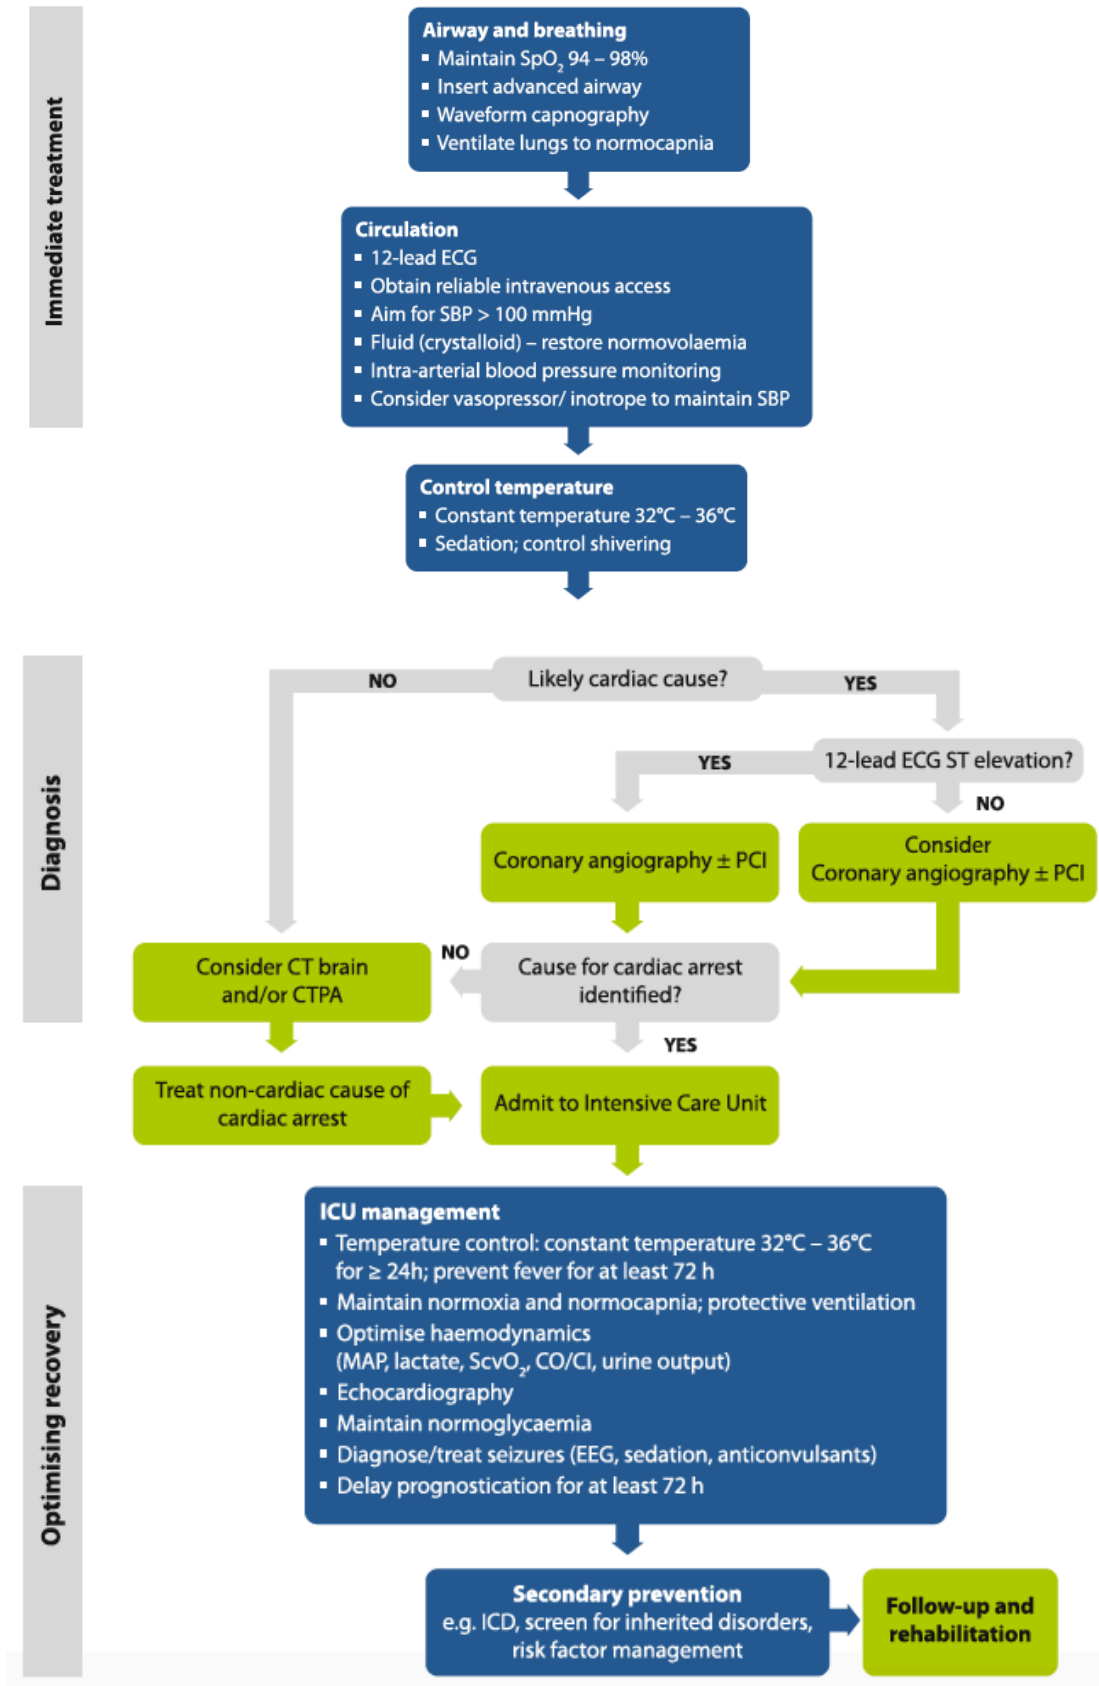 Immediate treatment
Airway and breathing
▪ Maintain SpO₂ 94 – 98%
▪ Insert advanced airway
▪ Waveform capnography
▪ Ventilate lungs to normocapnia
Circulation
▪ 12-lead ECG
▪ Obtain reliable intravenous access
▪ Aim for SBP > 100 mmHg
▪ Fluid (crystalloid) – restore normovolaemia
▪ Intra-arterial blood pressure monitoring
▪ Consider vasopressor/ inotrope to maintain SBP
Control temperature
▪ Constant temperature 32°C – 36°C
▪ Sedation; control shivering
Diagnosis
Likely cardiac cause?
NO
YES
12-lead ECG ST elevation?
YES
NO
Coronary angiography ± PCI
Consider
Coronary angiography ± PCI
Cause for cardiac arrest
identified?
NO
YES
Consider CT brain
and/or CTPA
Treat non-cardiac cause of
cardiac arrest
Admit to Intensive Care Unit
Optimising recovery
ICU management
▪ Temperature control: constant temperature 32°C – 36°C
for ≥ 24h; prevent fever for at least 72 h
▪ Maintain normoxia and normocapnia; protective ventilation
▪ Optimise haemodynamics
(MAP, lactate, ScvO₂, CO/CI, urine output)
▪ Echocardiography
▪ Maintain normoglycaemia
▪ Diagnose/treat seizures (EEG, sedation, anticonvulsants)
▪ Delay prognostication for at least 72 h
Secondary prevention
e.g. ICD, screen for inherited disorders,
risk factor management
Follow-up and
rehabilitation